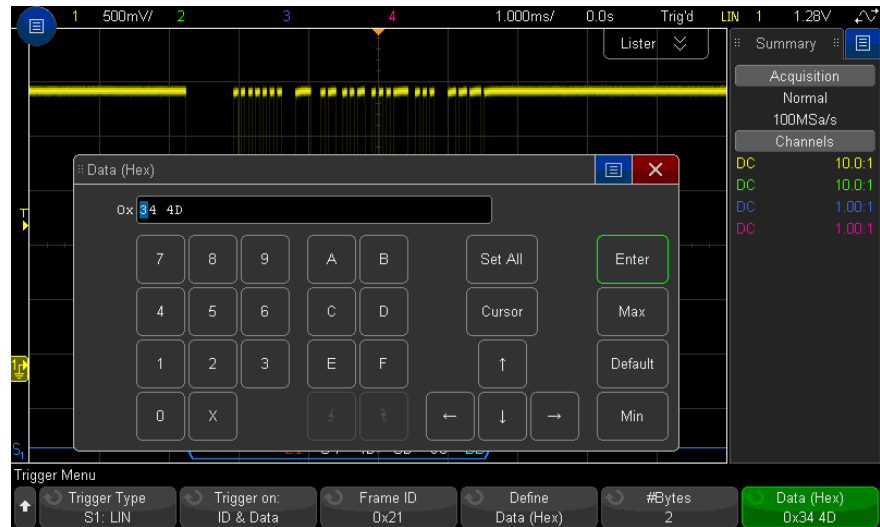 1 500mV/ 2 3 4 1.000ms/ 0.0s Trig'd LIN 1 1.28V
Lister
Summary
Acquisition
Normal
100MSa/s
Channels
DC 10.0:1
DC 10.0:1
DC 1.00:1
DC 1.00:1
Data (Hex)
0x 34 4D
7 8 9 A B Set All Enter
4 5 6 C D Cursor Max
1 2 3 E F ↑ Default
0 X ← ↓ → Min
T
1
S1
Trigger Menu
Trigger Type
S1: LIN
Trigger on:
ID & Data
Frame ID
0x21
Define
Data (Hex)
#Bytes
2
Data (Hex)
0x34 4D